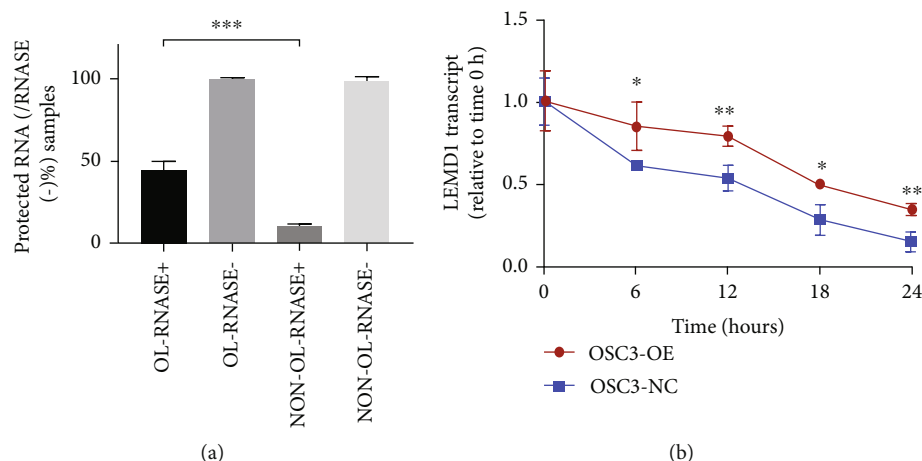 ***
Protected RNA (/RNASE
(-)%) samples
100
50
0
OL-RNASE+
OL-RNASE-
NON-OL-RNASE+
NON-OL-RNASE-
(a)
LEMD1 transcript
(relative to time 0 h)
1.5
1.0
0.5
0.0
*
**
*
**
0 6 12 18 24
Time (hours)
OSC3-OE
OSC3-NC
(b)